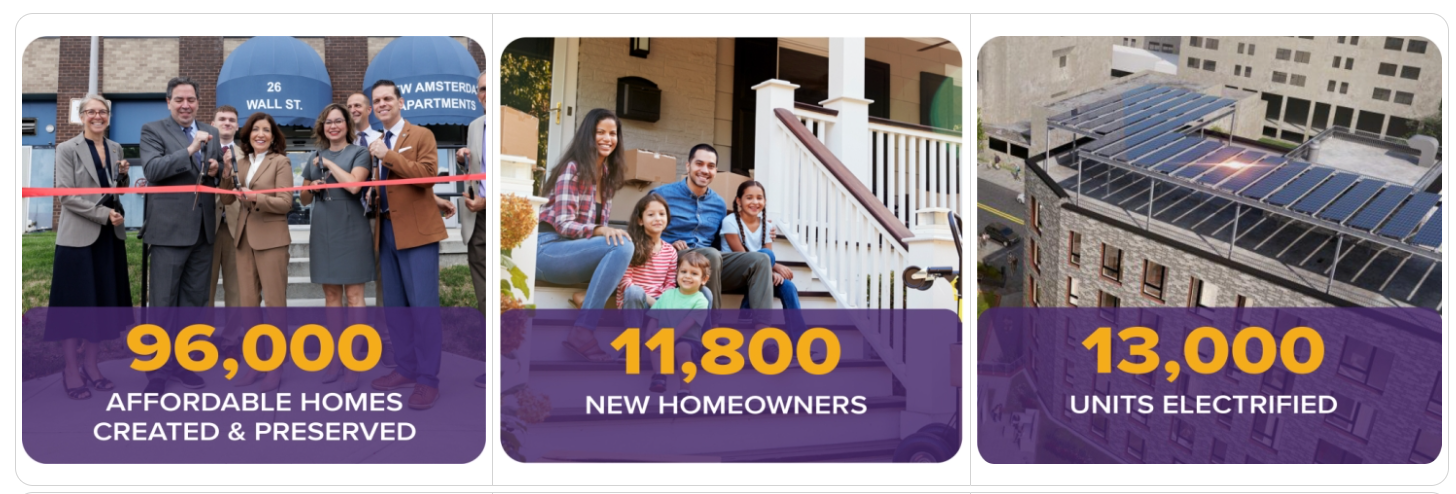 26
WALL ST.
W AMSTERDA
APARTMENTS
96,000
AFFORDABLE HOMES
CREATED & PRESERVED
11,800
NEW HOMEOWNERS
13,000
UNITS ELECTRIFIED